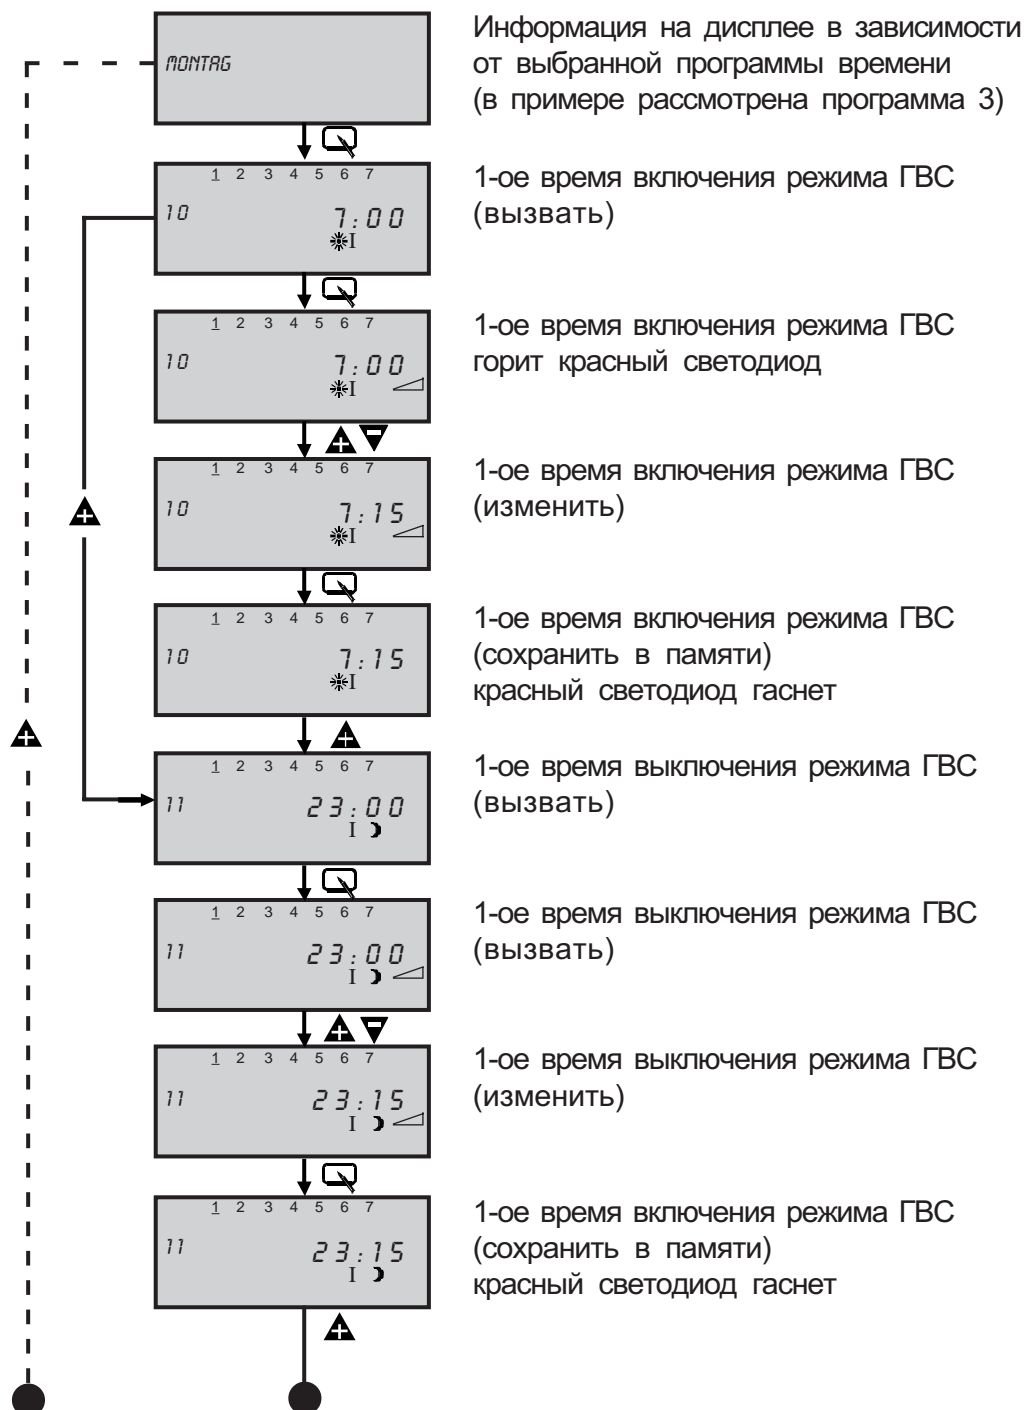 MONTAG
Информация на дисплее в зависимости
от выбранной программы времени
(в примере рассмотрена программа 3)
1 2 3 4 5 6 7
10 7:00
I
1-ое время включения режима ГВС
(вызвать)
1 2 3 4 5 6 7
10 7:00
I
1-ое время включения режима ГВС
горит красный светодиод
1 2 3 4 5 6 7
10 7:15
I
1-ое время включения режима ГВС
(изменить)
1 2 3 4 5 6 7
10 7:15
I
1-ое время включения режима ГВС
(сохранить в памяти)
красный светодиод гаснет
1 2 3 4 5 6 7
11 23:00
I
1-ое время выключения режима ГВС
(вызвать)
1 2 3 4 5 6 7
11 23:00
I
1-ое время выключения режима ГВС
(вызвать)
1 2 3 4 5 6 7
11 23:15
I
1-ое время выключения режима ГВС
(изменить)
1 2 3 4 5 6 7
11 23:15
I
1-ое время включения режима ГВС
(сохранить в памяти)
красный светодиод гаснет